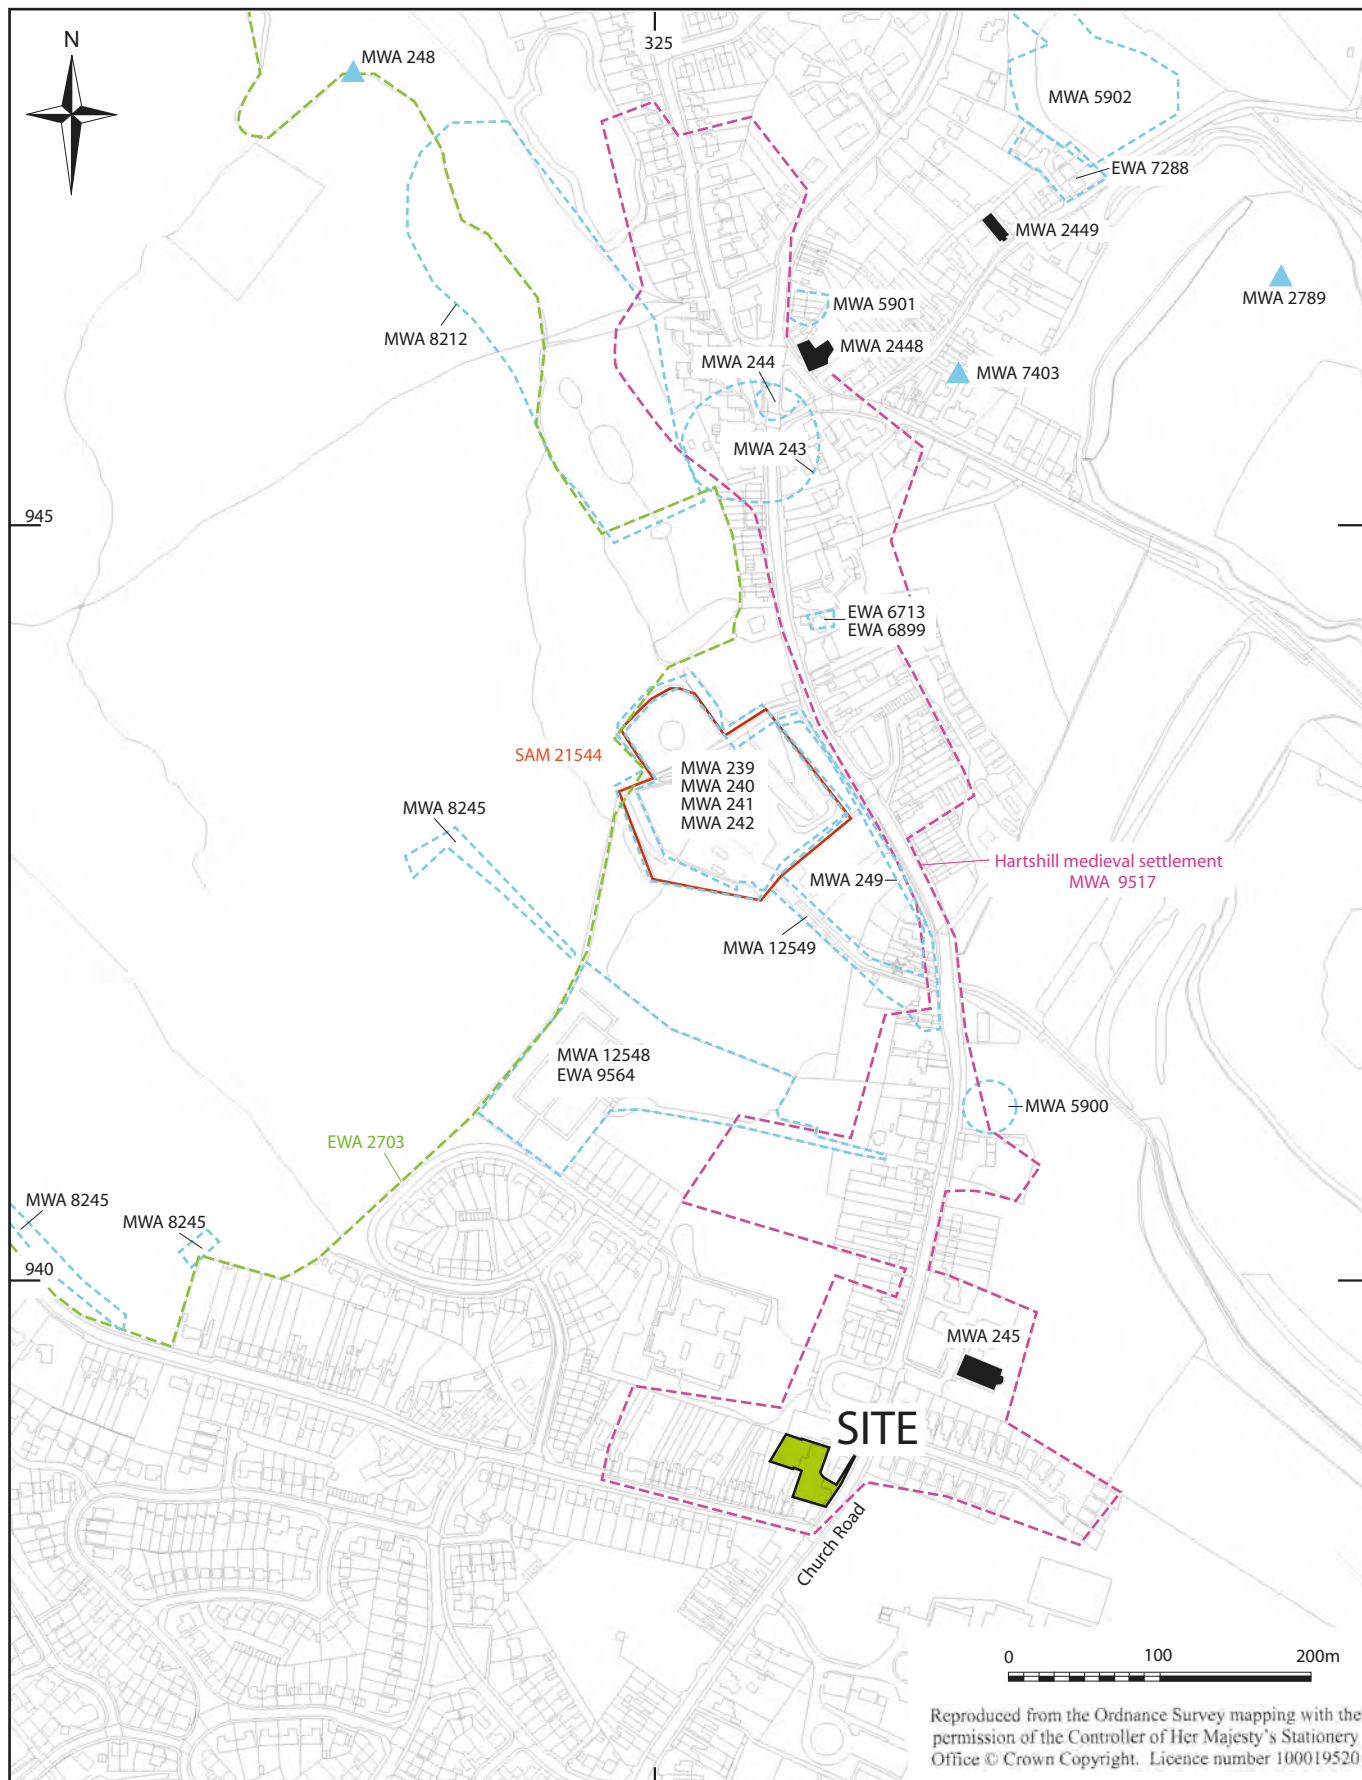 N
325
MWA 248
MWA 5902
EWA 7288
MWA 2449
MWA 2789
MWA 5901
MWA 8212
MWA 2448
MWA 244
MWA 7403
MWA 243
945
EWA 6713
EWA 6899
SAM 21544
MWA 239
MWA 240
MWA 241
MWA 242
MWA 8245
Hartshill medieval settlement
MWA 9517
MWA 249
MWA 12549
MWA 12548
EWA 9564
MWA 5900
EWA 2703
MWA 8245
MWA 8245
940
MWA 245
SITE
Church Road
0 100 200m
Reproduced from the Ordnance Survey mapping with the
permission of the Controller of Her Majesty's Stationery
Office © Crown Copyright. Licence number 100019520